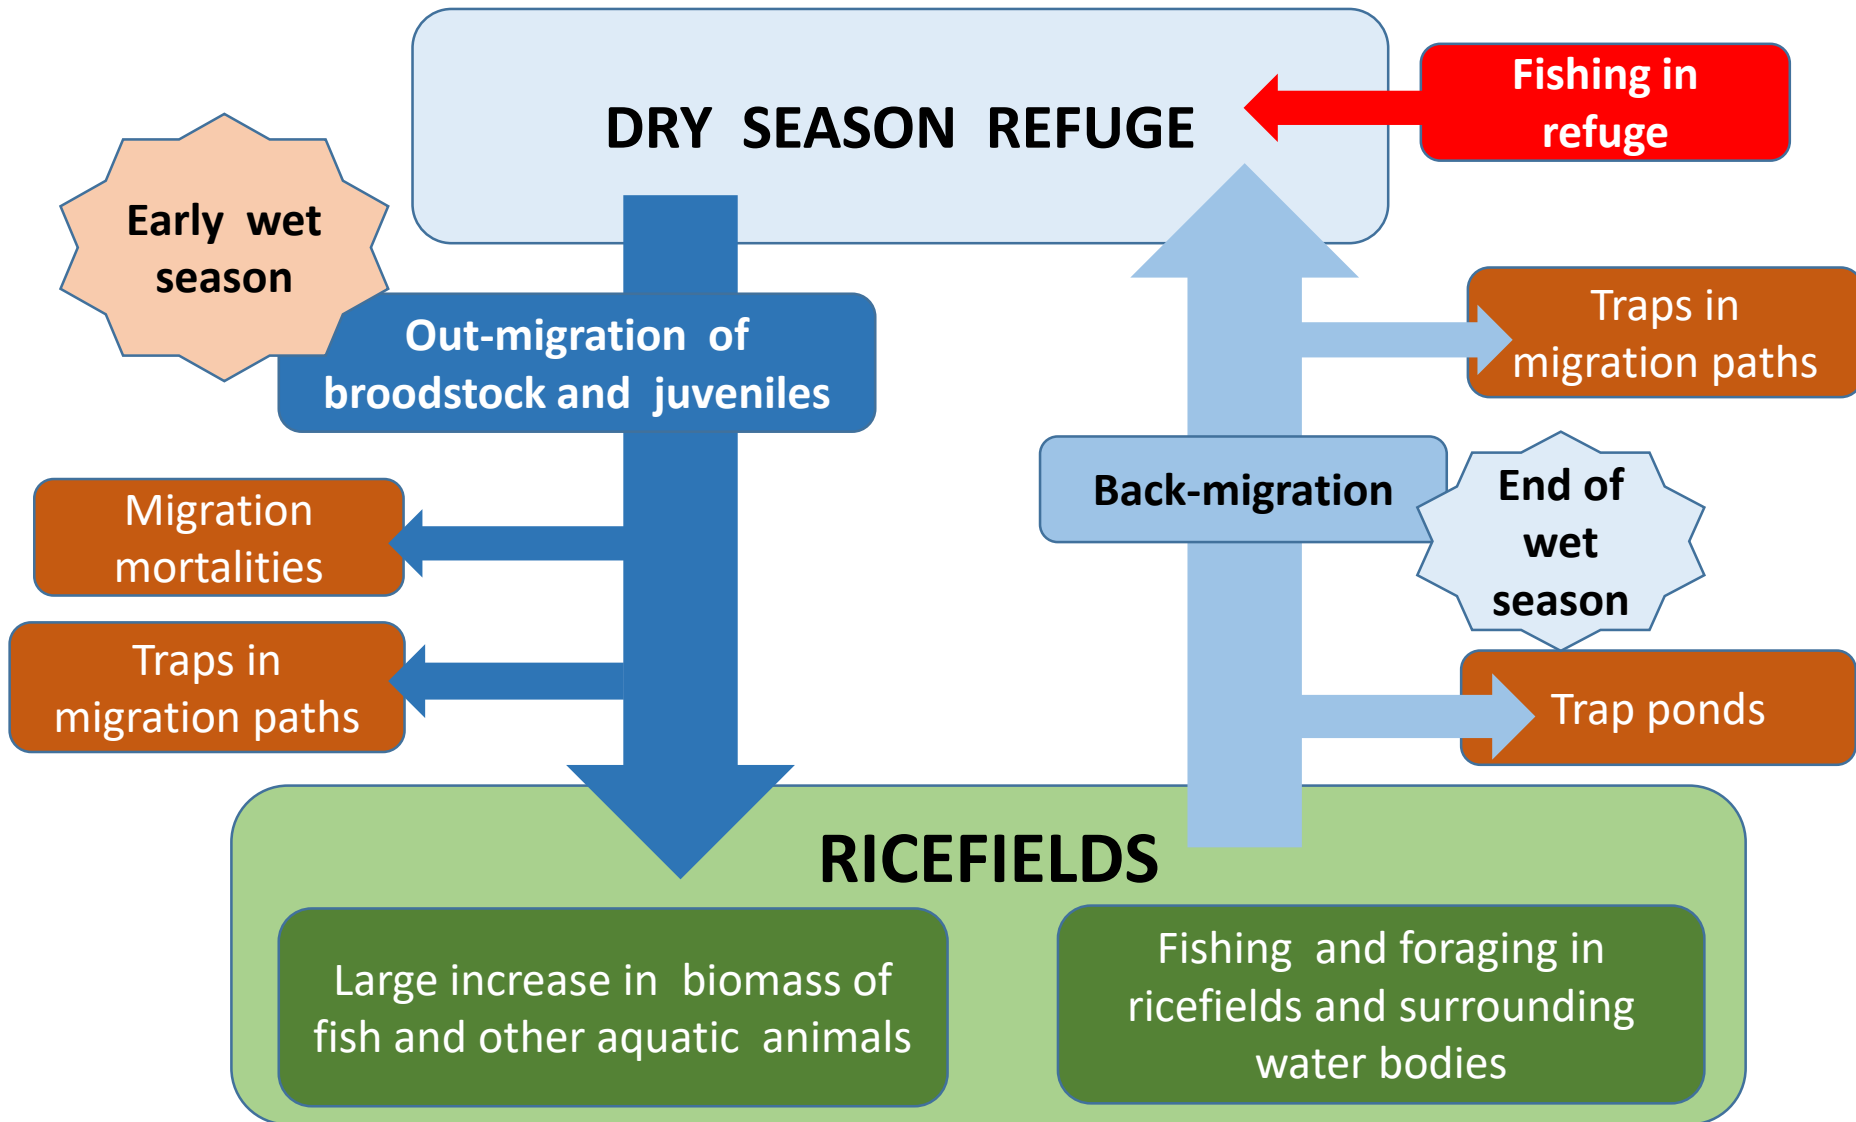 DRY SEASON REFUGE
Fishing in
refuge
Early wet
season
Out-migration of
broodstock and juveniles
Traps in
migration paths
Back-migration
End of
wet
season
Migration
mortalities
Traps in
migration paths
Trap ponds
RICEFIELDS
Large increase in biomass of
fish and other aquatic animals
Fishing and foraging in
ricefields and surrounding
water bodies